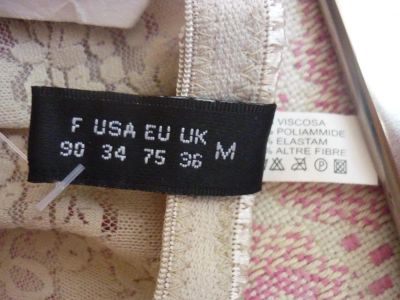 F USA EU UK M
90 34 75 36
VISCOSA
POLIAMMIDE
% ELASTAM
% ALTRE FIBRE